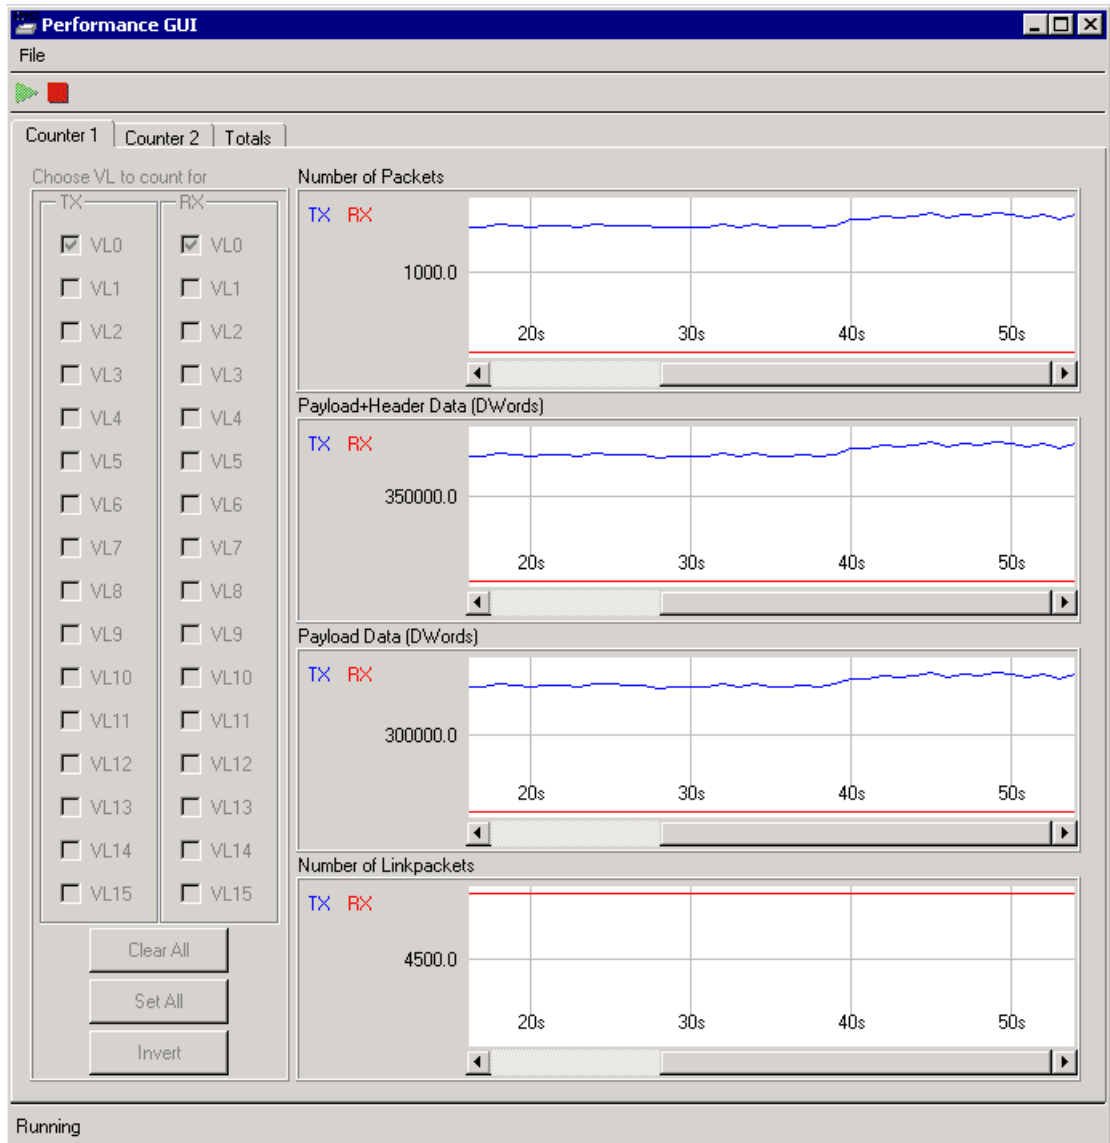 Performance GUI
File
Counter 1 Counter 2 Totals
Choose VL to count for
TX RX
VL0 VL0
VL1 VL1
VL2 VL2
VL3 VL3
VL4 VL4
VL5 VL5
VL6 VL6
VL7 VL7
VL8 VL8
VL9 VL9
VL10 VL10
VL11 VL11
VL12 VL12
VL13 VL13
VL14 VL14
VL15 VL15
Clear All
Set All
Invert
Number of Packets
TX RX
1000.0
20s 30s 40s 50s
Payload+Header Data (DWords)
TX RX
350000.0
20s 30s 40s 50s
Payload Data (DWords)
TX RX
300000.0
20s 30s 40s 50s
Number of Linkpackets
TX RX
4500.0
20s 30s 40s 50s
Running